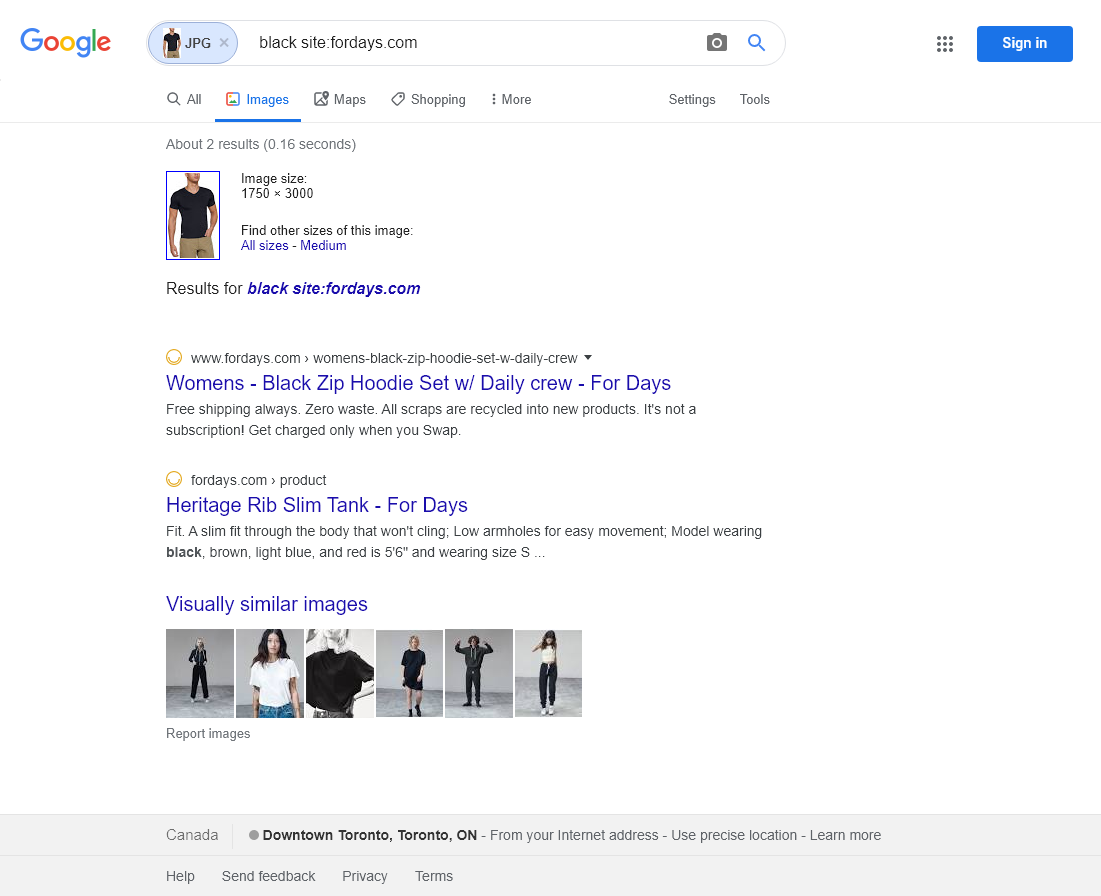 Google
JPG × black site:fordays.com
Sign in
All Images Maps Shopping More Settings Tools
About 2 results (0.16 seconds)
Image size:
1750 × 3000
Find other sizes of this image:
All sizes - Medium
Results for black site:fordays.com
www.fordays.com › womens-black-zip-hoodie-set-w-daily-crew
Womens - Black Zip Hoodie Set w/ Daily crew - For Days
Free shipping always. Zero waste. All scraps are recycled into new products. It's not a
subscription! Get charged only when you Swap.
fordays.com › product
Heritage Rib Slim Tank - For Days
Fit. A slim fit through the body that won't cling; Low armholes for easy movement; Model wearing
black, brown, light blue, and red is 5'6" and wearing size S ...
Visually similar images
Report images
Canada Downtown Toronto, Toronto, ON - From your Internet address - Use precise location - Learn more
Help Send feedback Privacy Terms